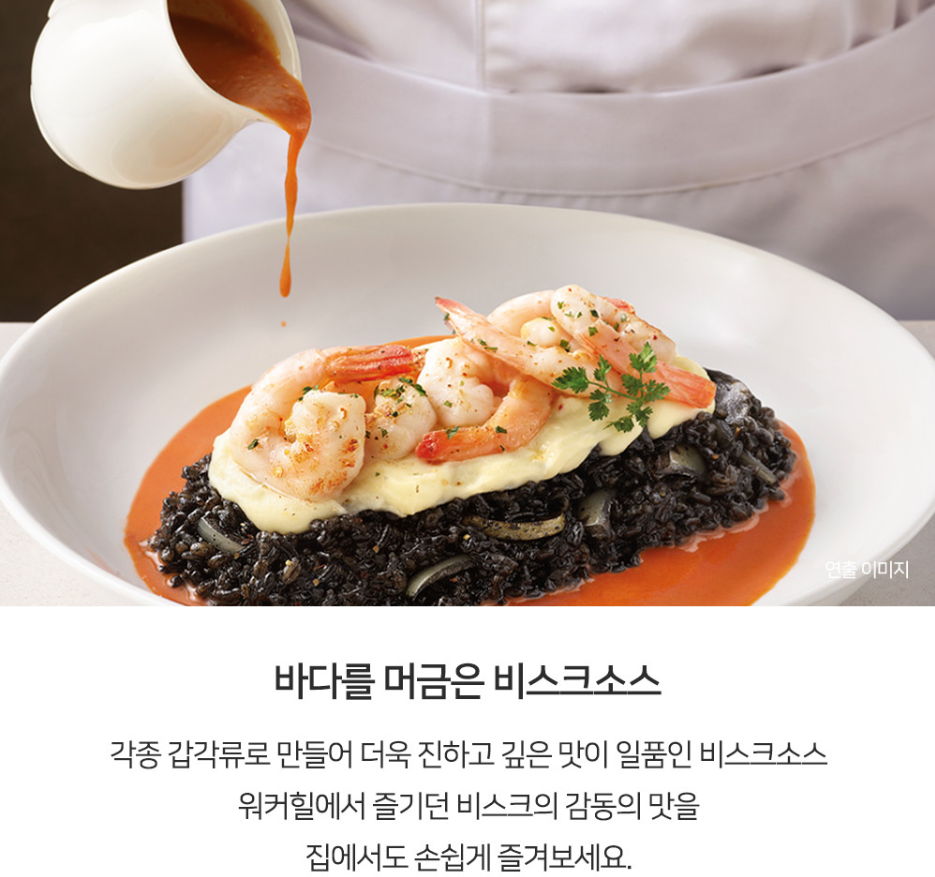 연출 이미지
바다를 머금은 비스크소스
각종 갑각류로 만들어 더욱 진하고 깊은 맛이 일품인 비스크소스
워커힐에서 즐기던 비스크의 감동의 맛을
집에서도 손쉽게 즐겨보세요.